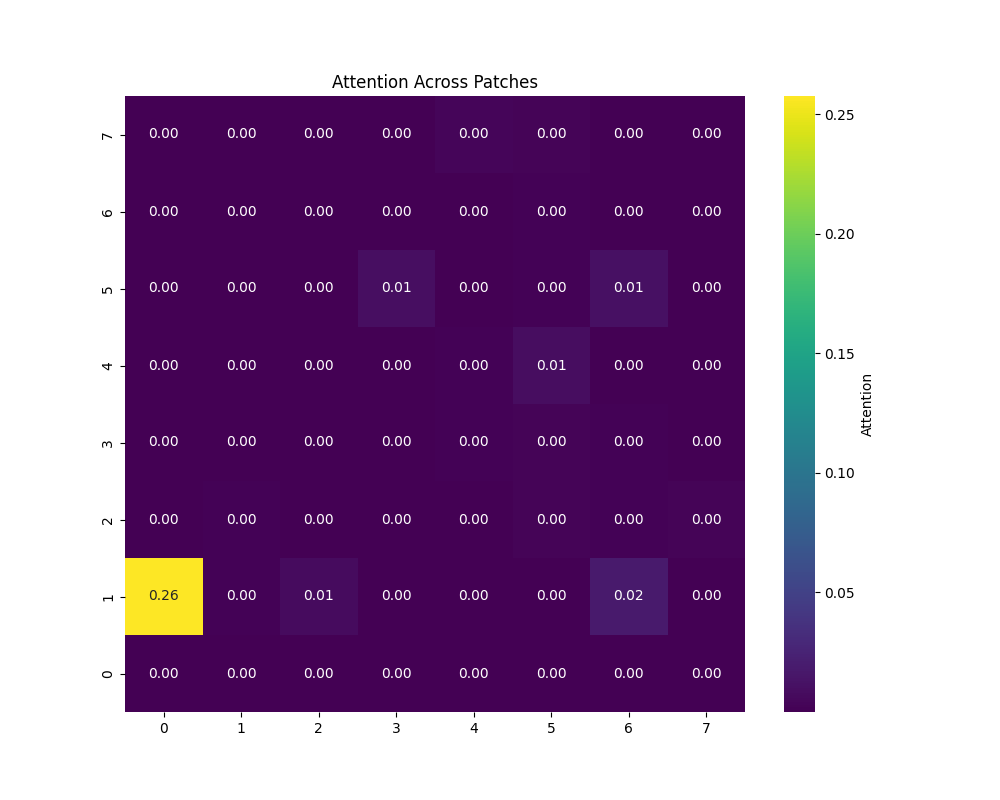 Attention Across Patches
7 0.00 0.00 0.00 0.00 0.00 0.00 0.00 0.00
6 0.00 0.00 0.00 0.00 0.00 0.00 0.00 0.00
5 0.00 0.00 0.00 0.01 0.00 0.00 0.01 0.00
4 0.00 0.00 0.00 0.00 0.00 0.01 0.00 0.00
3 0.00 0.00 0.00 0.00 0.00 0.00 0.00 0.00
2 0.00 0.00 0.00 0.00 0.00 0.00 0.00 0.00
1 0.26 0.00 0.01 0.00 0.00 0.00 0.02 0.00
0 0.00 0.00 0.00 0.00 0.00 0.00 0.00 0.00
0 1 2 3 4 5 6 7
0.25
0.20
0.15
0.10
0.05
Attention